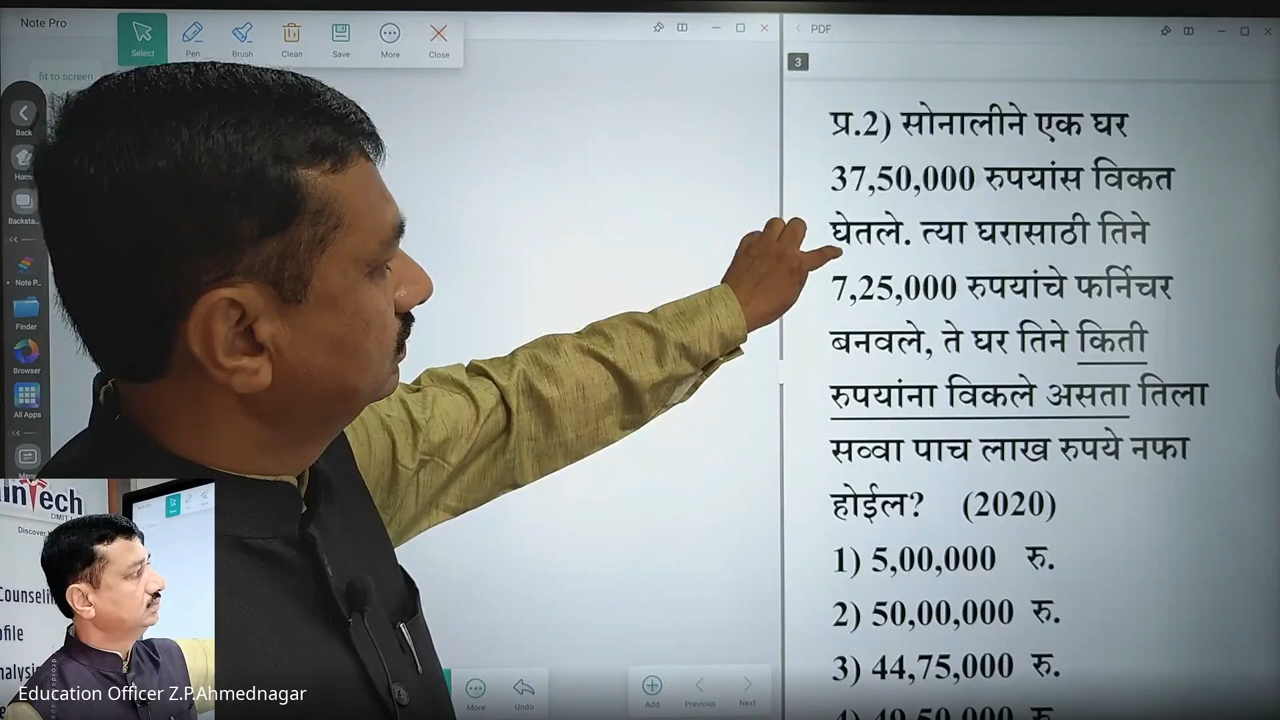 Note Pro
Select
Pen
Brush
Clean
Save
More
Close
fit to screen
Back
Backsta...
Note P...
Finder
Browser
All Apps
PDF
3
प्र.2) सोनालीने एक घर
37,50,000 रुपयांस विकत
घेतले. त्या घरासाठी तिने
7,25,000 रुपयांचे फर्निचर
बनवले, ते घर तिने किती
रुपयांना विकले असता तिला
सव्वा पाच लाख रुपये नफा
होईल? (2020)
1) 5,00,000 रु.
2) 50,00,000 रु.
3) 44,75,000 रु.
More
Undo
Add
Previous
Next
Education Officer Z.P.Ahmednagar